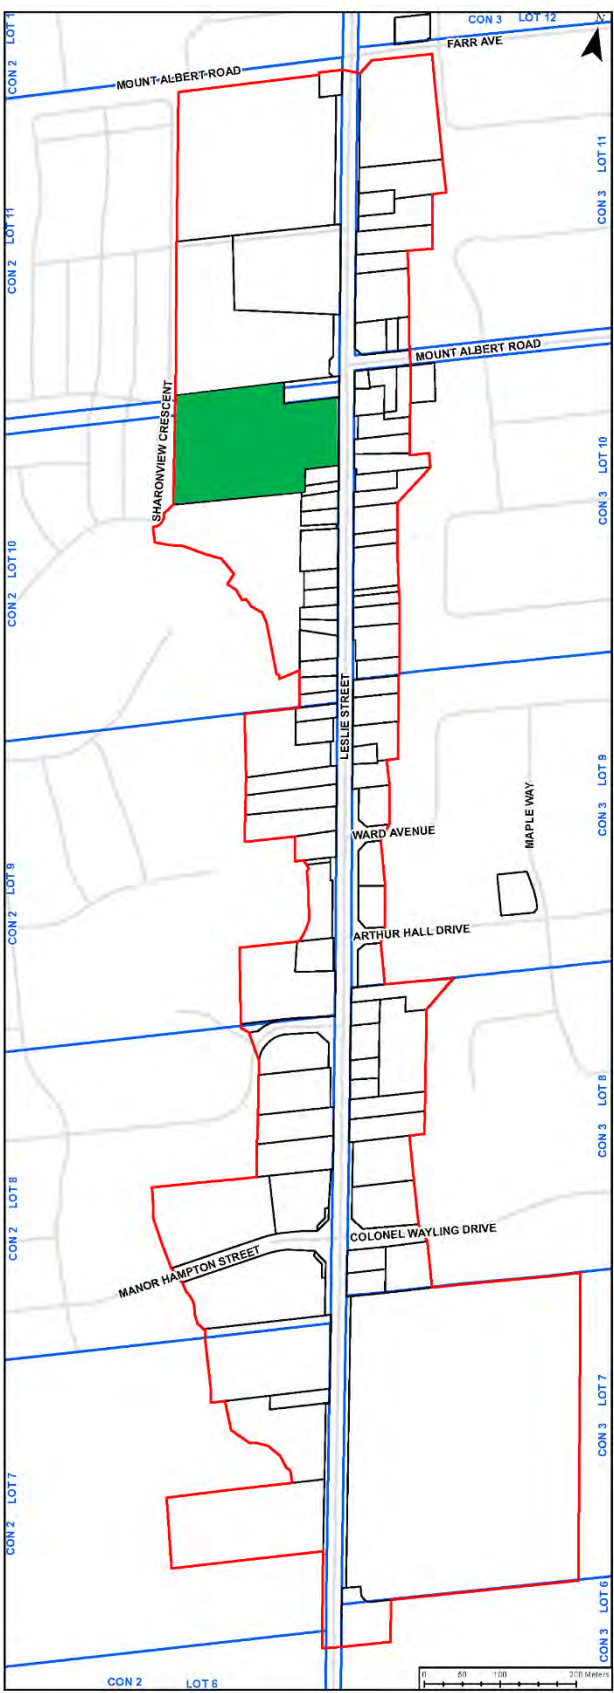 CON 3 LOT 12
N
FARR AVE
CON 2 LOT 1
MOUNT ALBERT ROAD
CON 3 LOT 11
CON 2 LOT 11
MOUNT ALBERT ROAD
SHARONVIEW CRESCENT
CON 3 LOT 10
CON 2 LOT 10
LESLIE STREET
CON 3 LOT 9
MAPLE WAY
WARD AVENUE
CON 2 LOT 9
ARTHUR HALL DRIVE
CON 3 LOT 8
CON 2 LOT 8
COLONEL WAYLING DRIVE
MANOR HAMPTON STREET
CON 3 LOT 7
CON 2 LOT 7
CON 3 LOT 6
CON 2 LOT 6
0 50 100 200 Meters